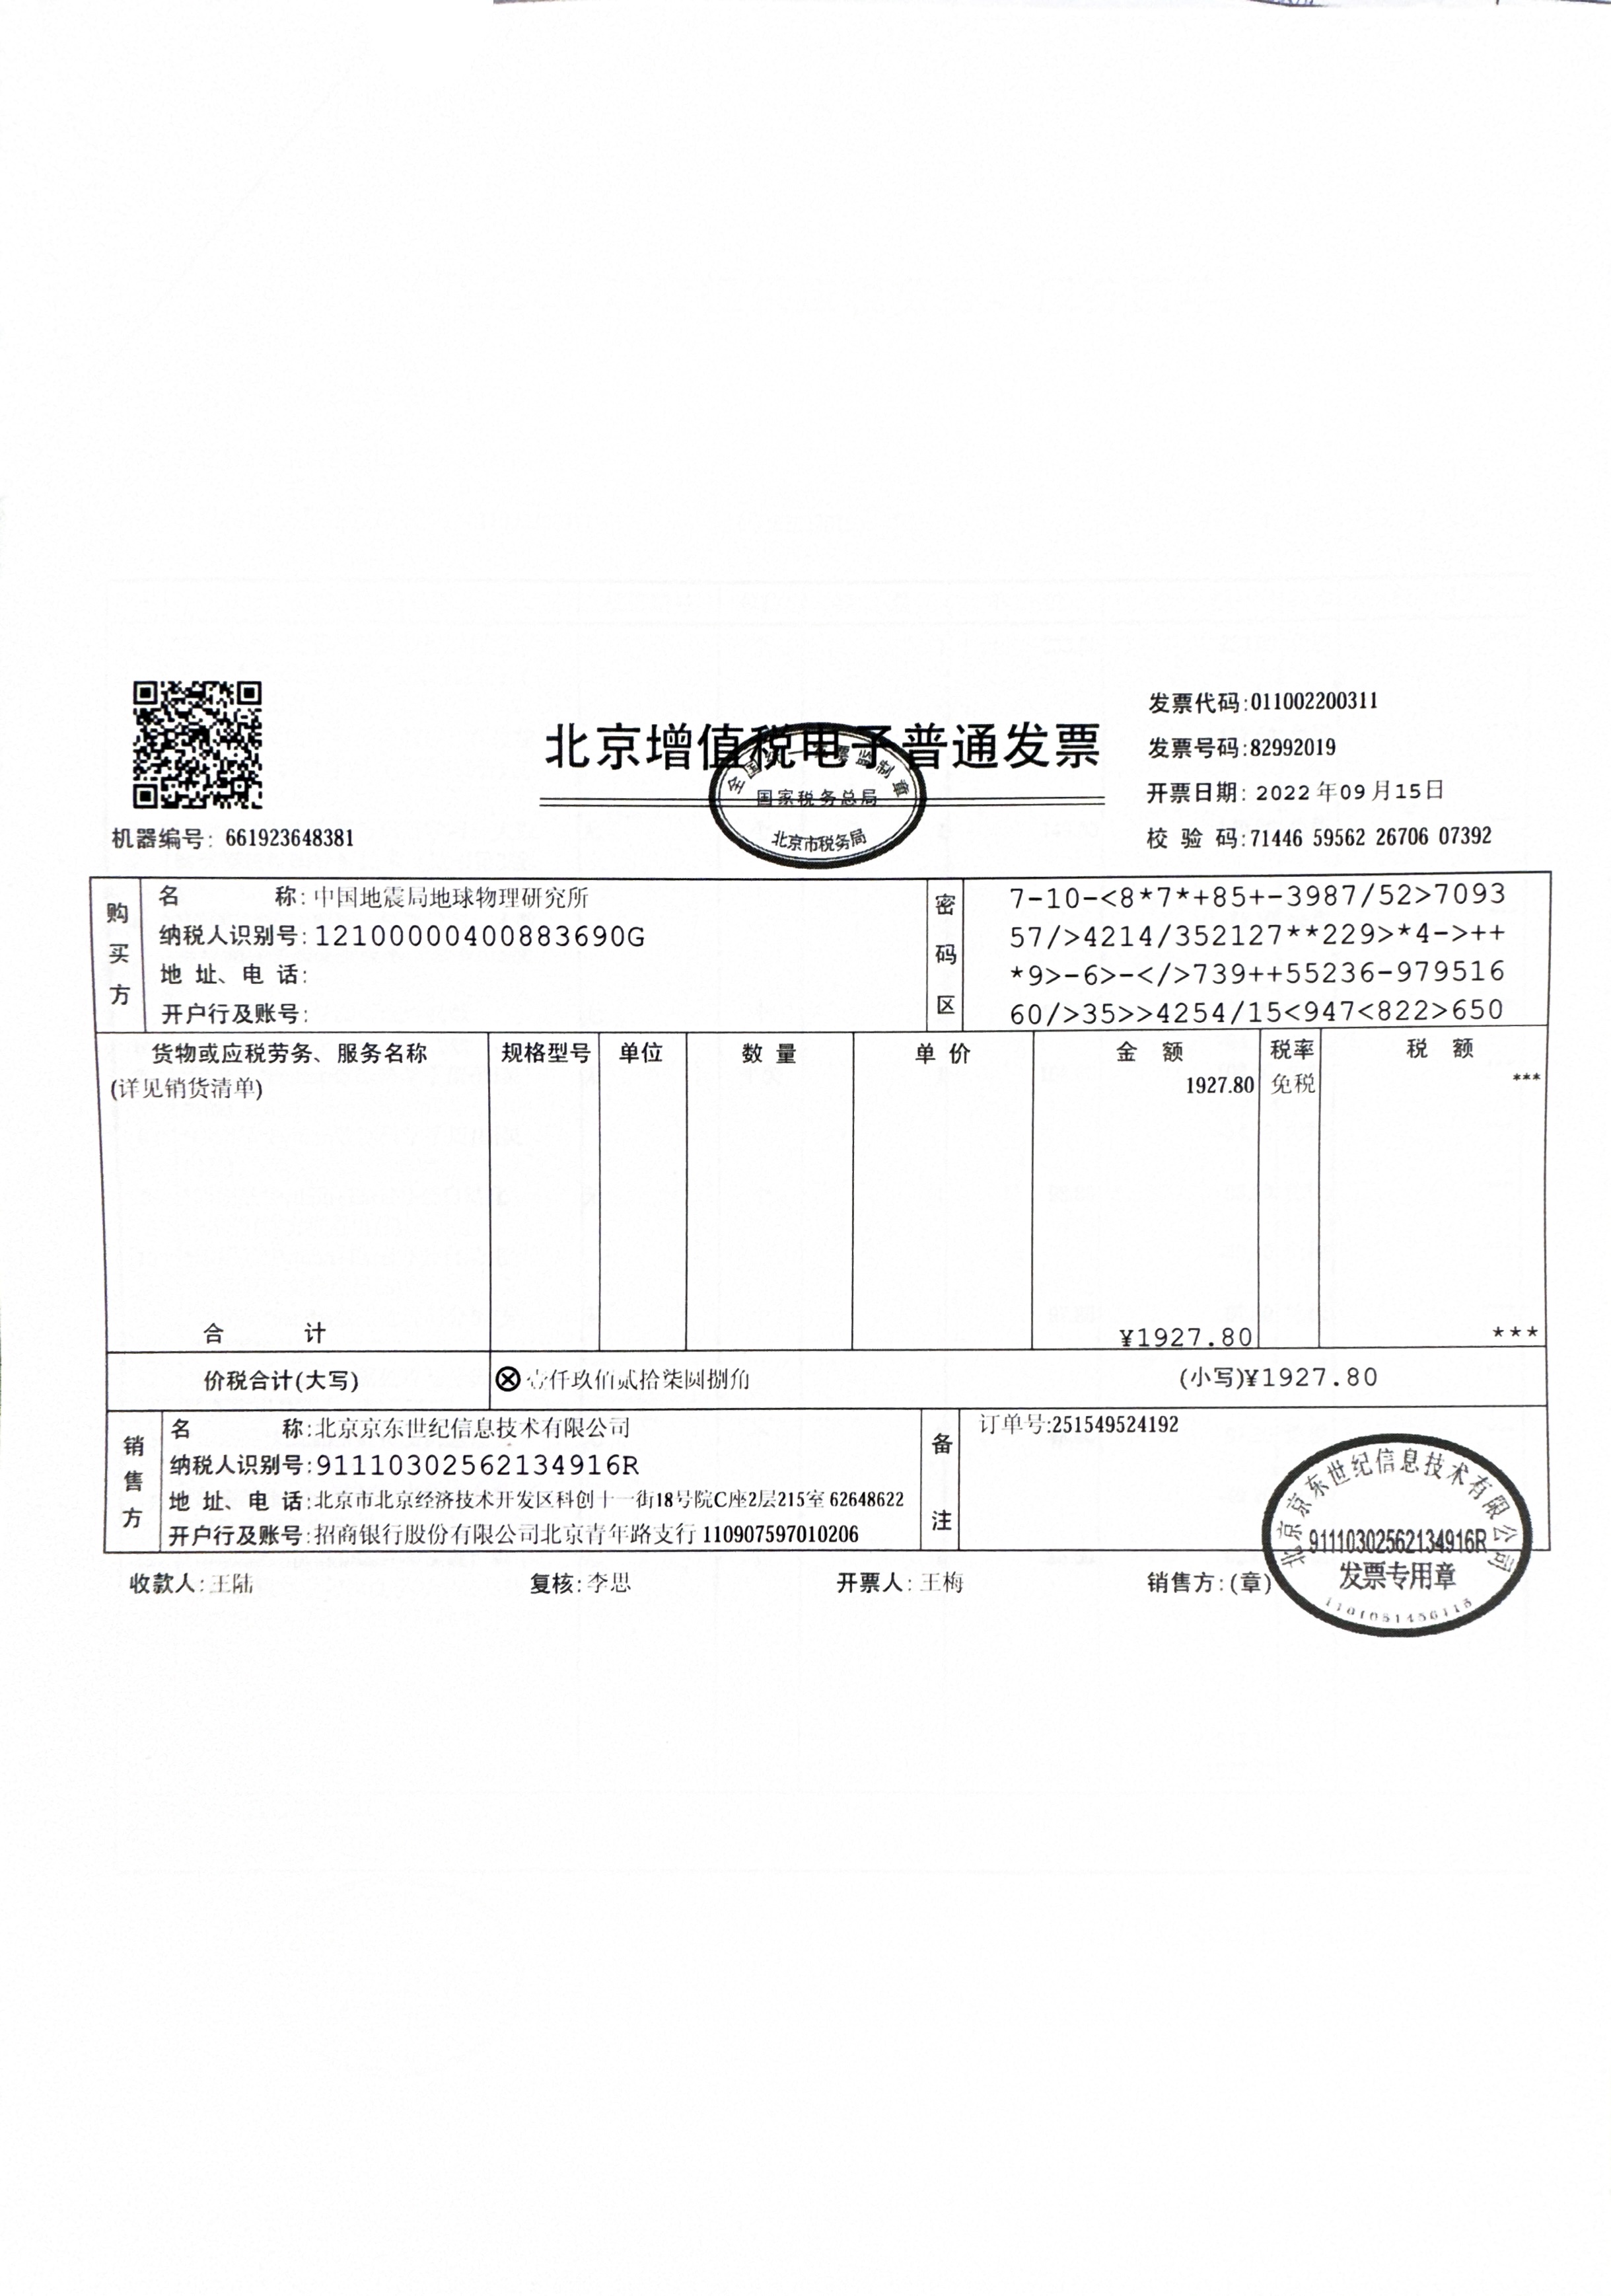 发票代码:011002200311
北京增值税电子普通发票
发票号码:82992019
全国统一发票监制章
国家税务总局
北京市税务局
开票日期: 2022年09月15日
机器编号: 661923648381
校 验 码:71446 59562 26706 07392
购买方
名 称:中国地震局地球物理研究所
纳税人识别号:12100000400883690G
地 址、电 话:
开户行及账号:
密码区
7-10-<8*7*+85+-3987/52>7093
57/>4214/352127**229>*4->++
*9>-6>-</>739++55236-979516
60/>35>>4254/15<947<822>650
货物或应税劳务、服务名称 规格型号 单位 数 量 单 价 金 额 税率 税 额
(详见销货清单) 1927.80 免税 ***
合 计 ¥1927.80 ***
价税合计(大写) ⊗壹仟玖佰贰拾柒圆捌角 (小写)¥1927.80
销售方
名 称:北京京东世纪信息技术有限公司
纳税人识别号:91110302562134916R
地 址、电 话:北京市北京经济技术开发区科创十一街18号院C座2层215室 62648622
开户行及账号:招商银行股份有限公司北京青年路支行 110907597010206
备注
订单号:251549524192
北京京东世纪信息技术有限公司
91110302562134916R
发票专用章
收款人:王陆 复核:李思 开票人:王梅 销售方:(章)